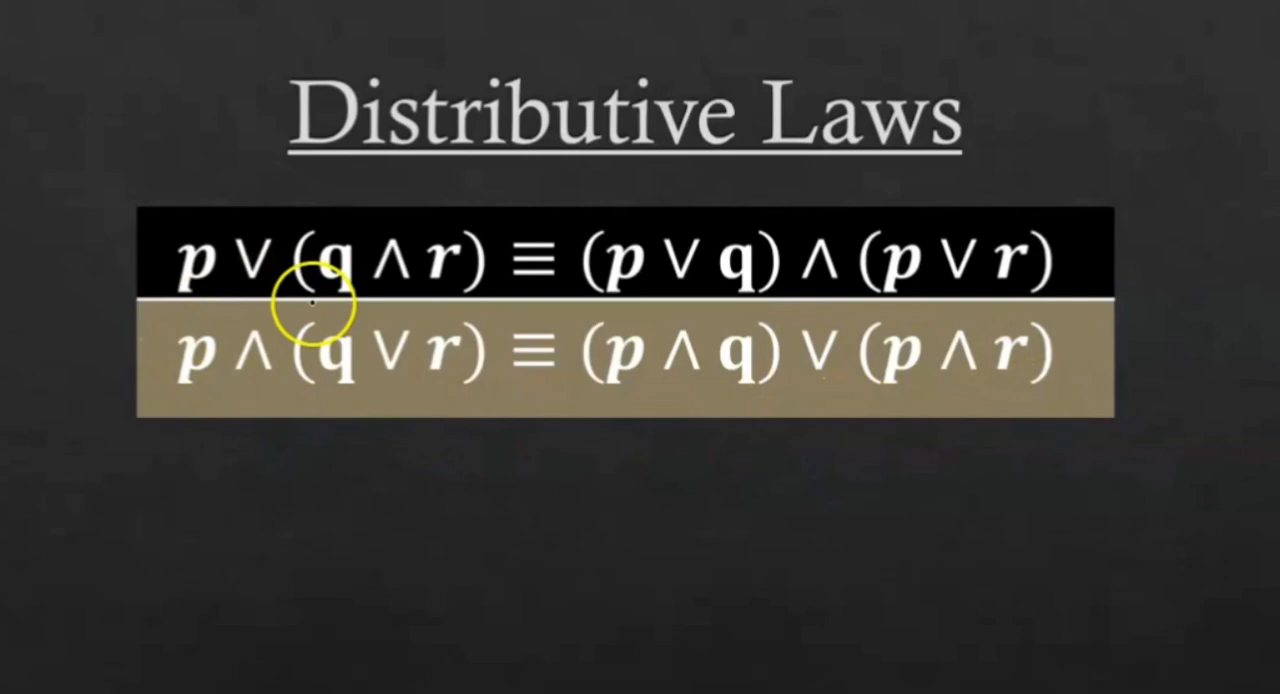 Distributive Laws
p ∨ (q ∧ r) ≡ (p ∨ q) ∧ (p ∨ r)
p ∧ (q ∨ r) ≡ (p ∧ q) ∨ (p ∧ r)